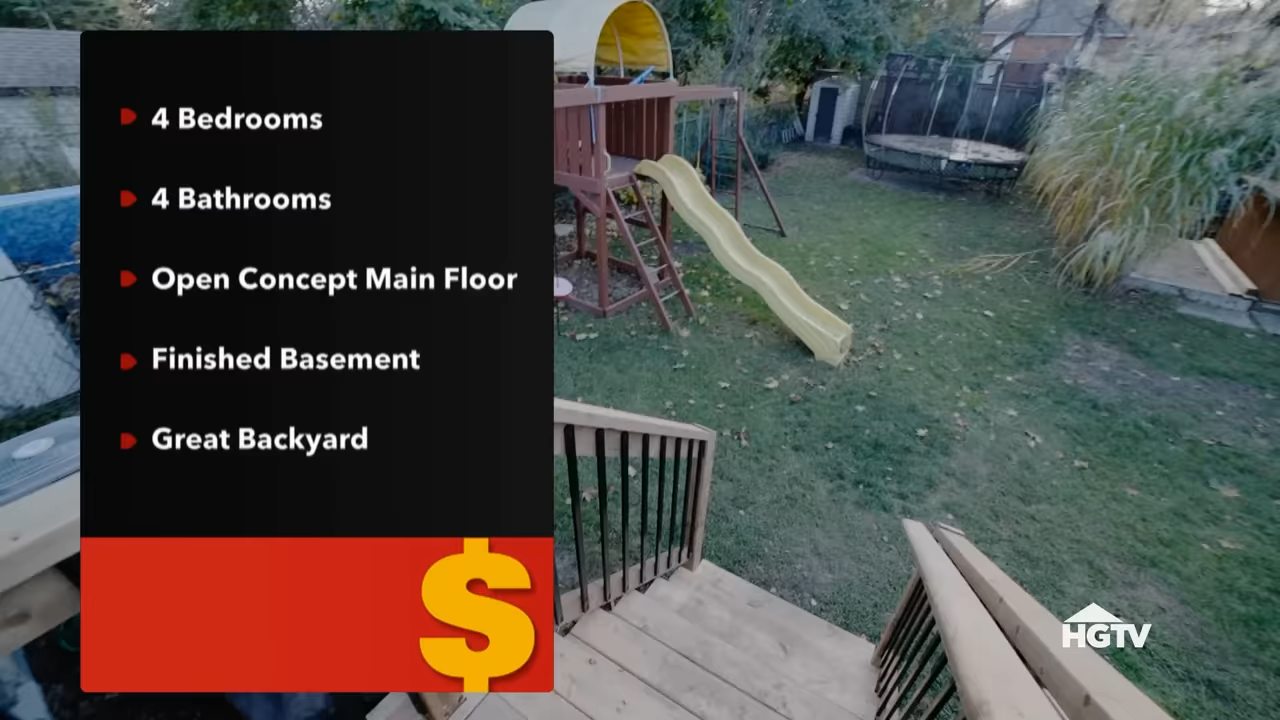 4 Bedrooms
4 Bathrooms
Open Concept Main Floor
Finished Basement
Great Backyard
$
HGTV